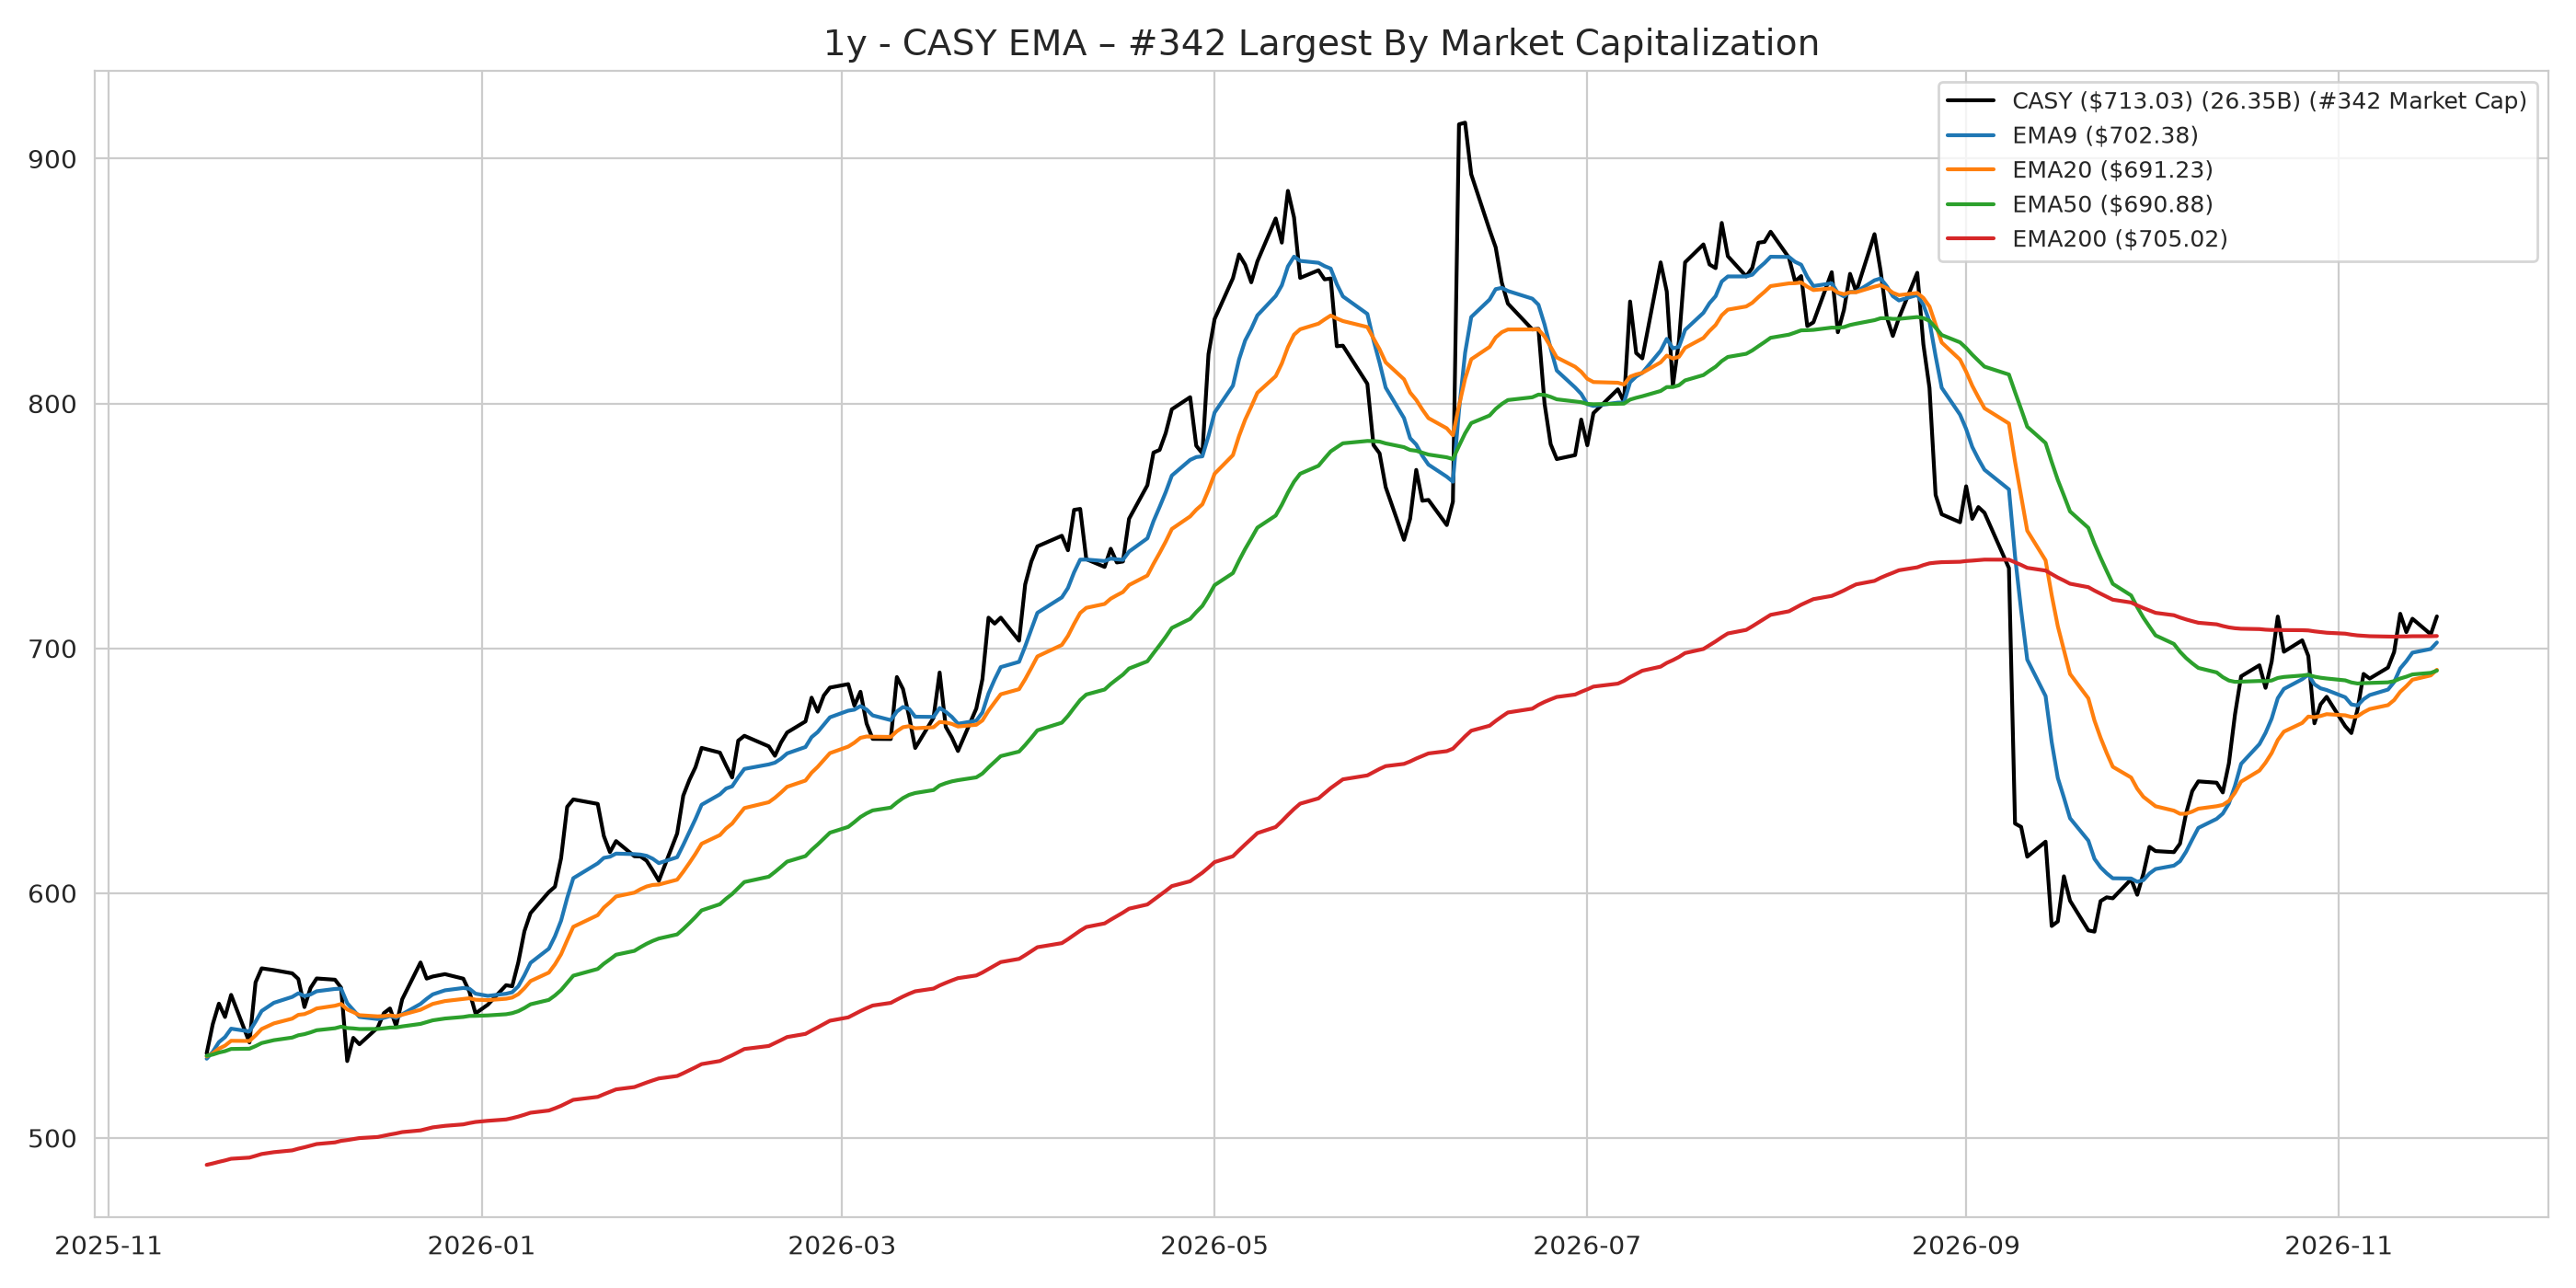 1y - CASY EMA – #342 Largest By Market Capitalization
CASY ($713.03) (26.35B) (#342 Market Cap)
EMA9 ($702.38)
EMA20 ($691.23)
EMA50 ($690.88)
EMA200 ($705.02)
900
800
700
600
500
2025-11
2026-01
2026-03
2026-05
2026-07
2026-09
2026-11